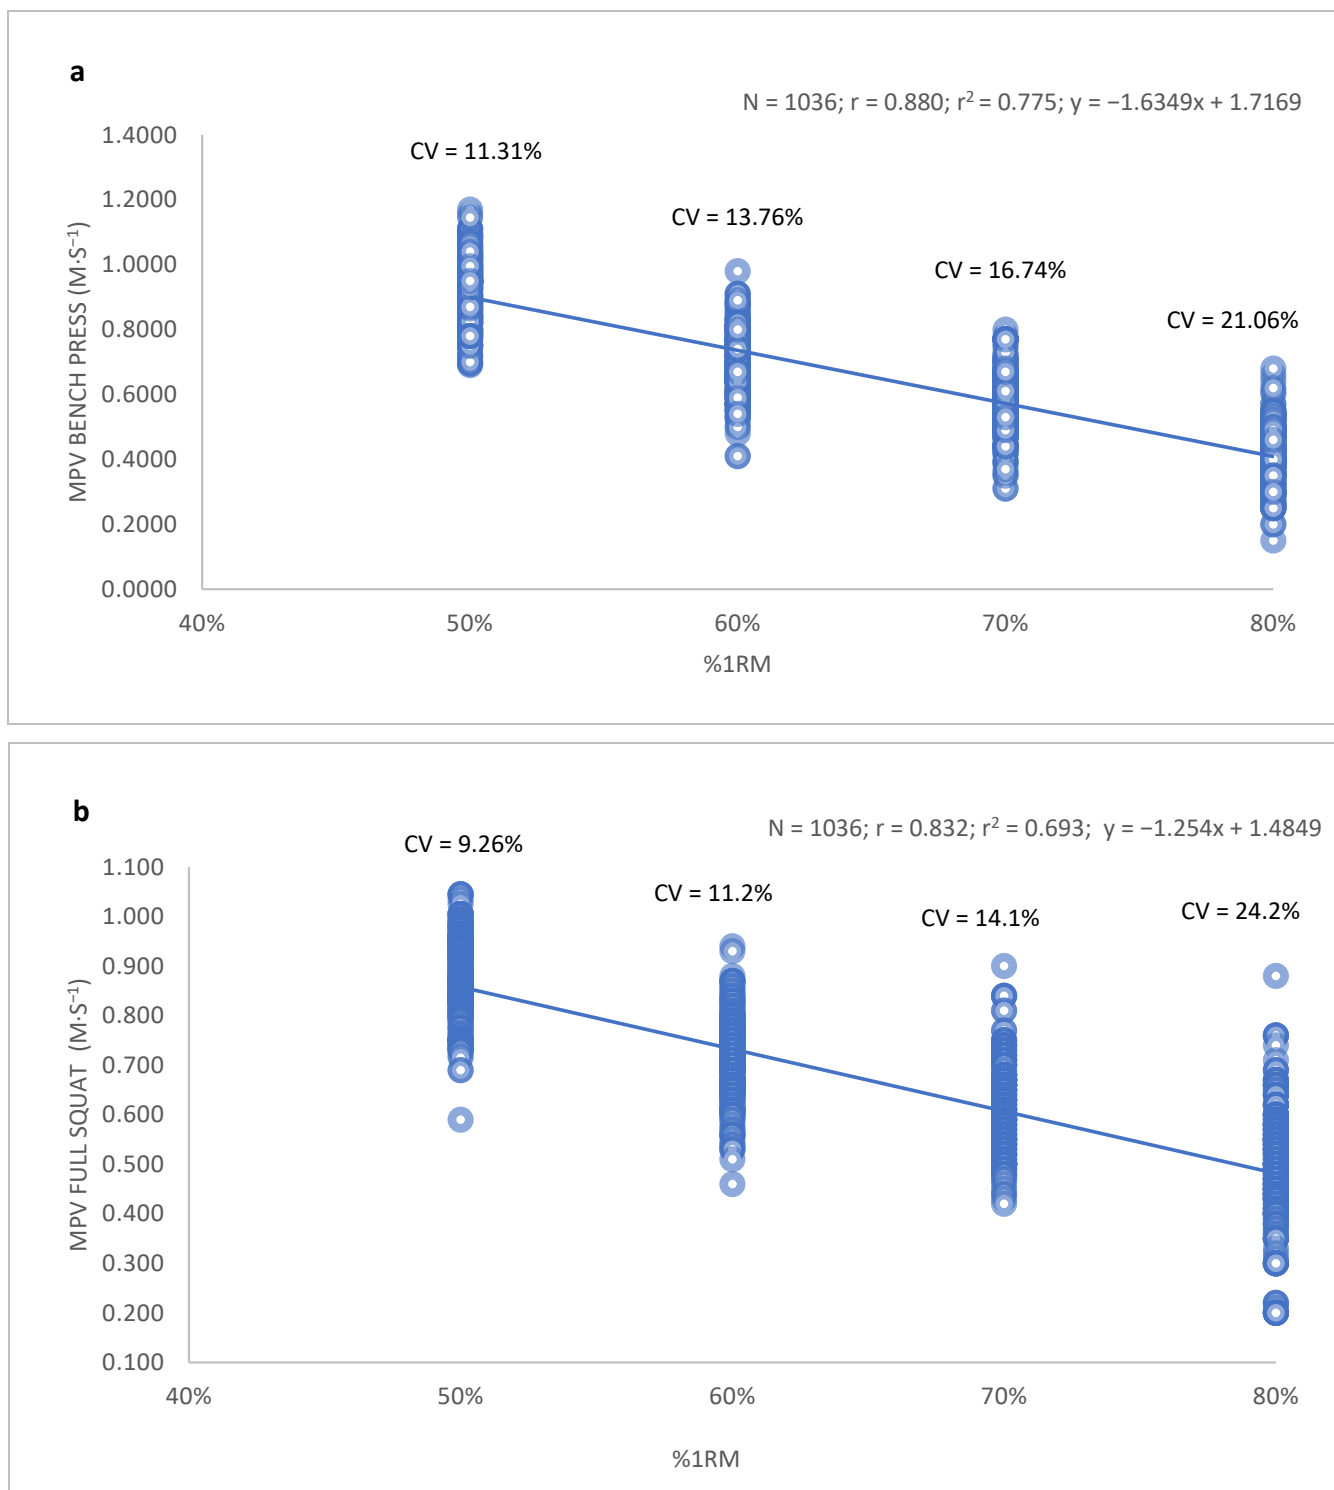 a
N = 1036; r = 0.880; r² = 0.775; y = −1.6349x + 1.7169
CV = 11.31%
CV = 13.76%
CV = 16.74%
CV = 21.06%
MPV BENCH PRESS (M·S⁻¹)
1.4000
1.2000
1.0000
0.8000
0.6000
0.4000
0.2000
0.0000
40% 50% 60% 70% 80%
%1RM
b
N = 1036; r = 0.832; r² = 0.693; y = −1.254x + 1.4849
CV = 9.26%
CV = 11.2%
CV = 14.1%
CV = 24.2%
MPV FULL SQUAT (M·S⁻¹)
1.100
1.000
0.900
0.800
0.700
0.600
0.500
0.400
0.300
0.200
0.100
40% 50% 60% 70% 80%
%1RM